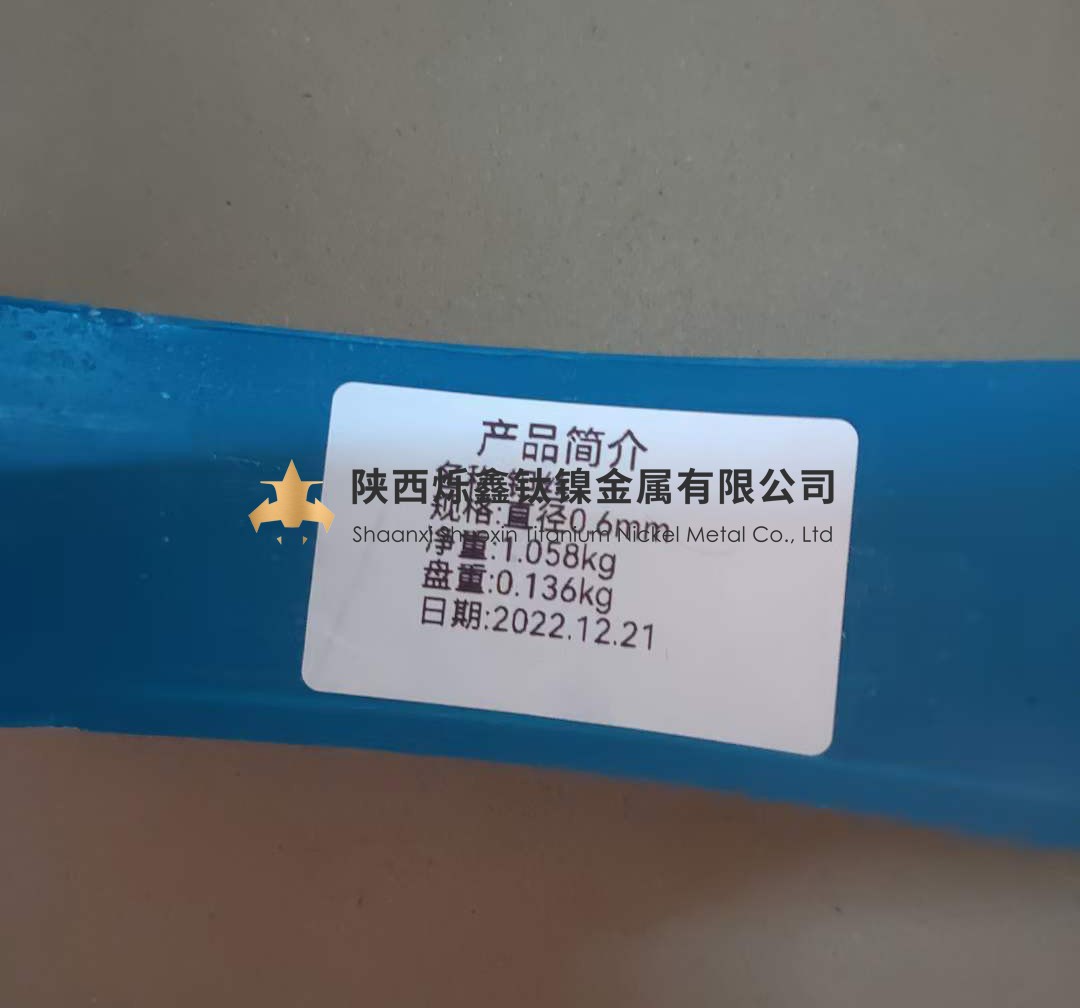 产品简介
名称:
陕西烁鑫钛镍金属有限公司
规格:直径0.6mm
Shaanxi shuoxin Titanium Nickel Metal Co., Ltd
净重:1.058kg
盘重:0.136kg
日期:2022.12.21